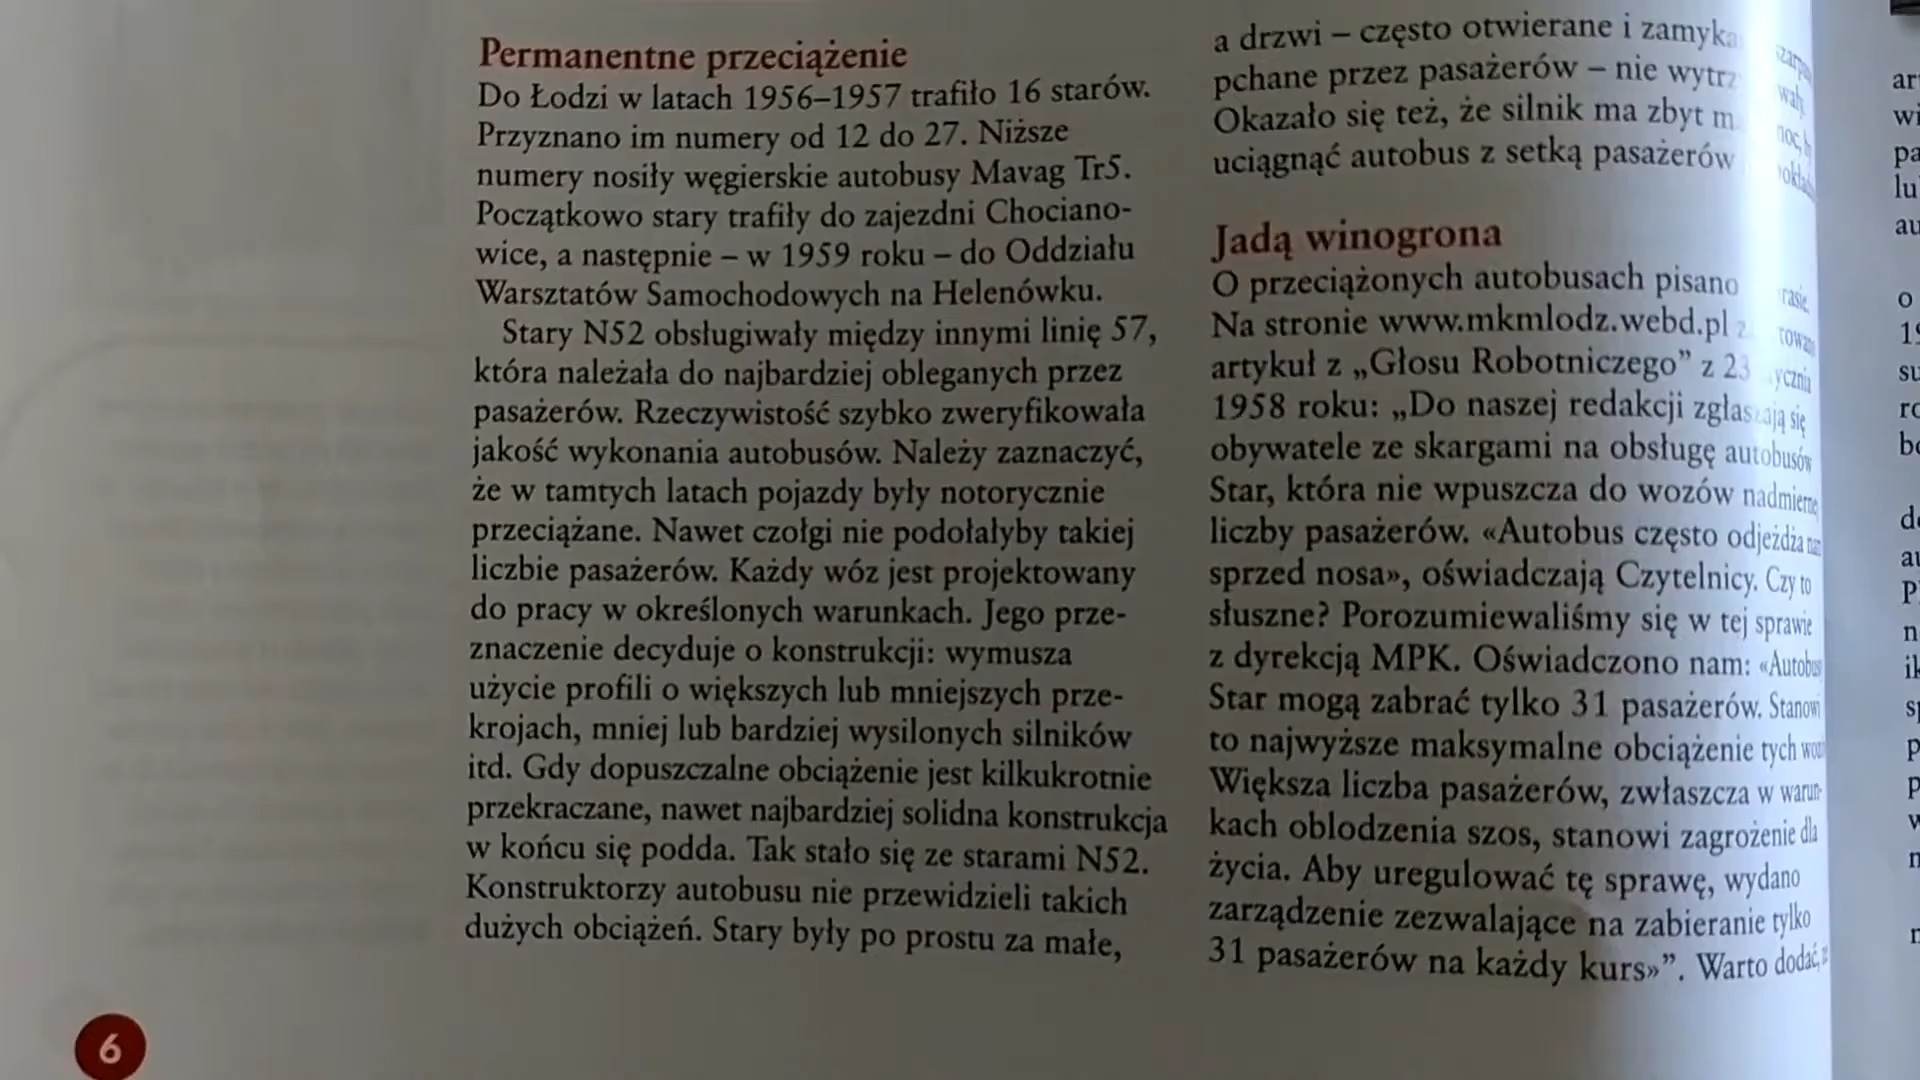 Permanentne przeciążenie
Do Łodzi w latach 1956–1957 trafiło 16 starów.
Przyznano im numery od 12 do 27. Niższe
numery nosiły węgierskie autobusy Mavag Tr5.
Początkowo stary trafiły do zajezdni Chociano-
wice, a następnie – w 1959 roku – do Oddziału
Warsztatów Samochodowych na Helenówku.
Stary N52 obsługiwały między innymi linię 57,
która należała do najbardziej obleganych przez
pasażerów. Rzeczywistość szybko zweryfikowała
jakość wykonania autobusów. Należy zaznaczyć,
że w tamtych latach pojazdy były notorycznie
przeciążane. Nawet czołgi nie podołałyby takiej
liczbie pasażerów. Każdy wóz jest projektowany
do pracy w określonych warunkach. Jego prze-
znaczenie decyduje o konstrukcji: wymusza
użycie profili o większych lub mniejszych prze-
krojach, mniej lub bardziej wysilonych silników
itd. Gdy dopuszczalne obciążenie jest kilkukrotnie
przekraczane, nawet najbardziej solidna konstrukcja
w końcu się podda. Tak stało się ze starami N52.
Konstruktorzy autobusu nie przewidzieli takich
dużych obciążeń. Stary były po prostu za małe,
a drzwi – często otwierane i
pchane przez pasażerów – nie
Okazało się też, że silnik ma zbyt
uciągnąć autobus z setką pasażerów
Jadą winogrona
O przeciążonych autobusach pisano
Na stronie www.mkmlodz.webd.pl
artykuł z „Głosu Robotniczego” z 23
1958 roku: „Do naszej redakcji zgłaszają się
obywatele ze skargami na obsługę autobusów
Star, która nie wpuszcza do wozów nadmiernej
liczby pasażerów. «Autobus często odjeżdża nam
sprzed nosa», oświadczają Czytelnicy. Czy to
słuszne? Porozumiewaliśmy się w tej sprawie
z dyrekcją MPK. Oświadczono nam: «Autobusy
Star mogą zabrać tylko 31 pasażerów. Stanowi
to najwyższe maksymalne obciążenie tych
Większa liczba pasażerów, zwłaszcza w warun-
kach oblodzenia szos, stanowi zagrożenie dla
życia. Aby uregulować tę sprawę, wydano
zarządzenie zezwalające na zabieranie tylko
31 pasażerów na każdy kurs»”. Warto dodać,
6